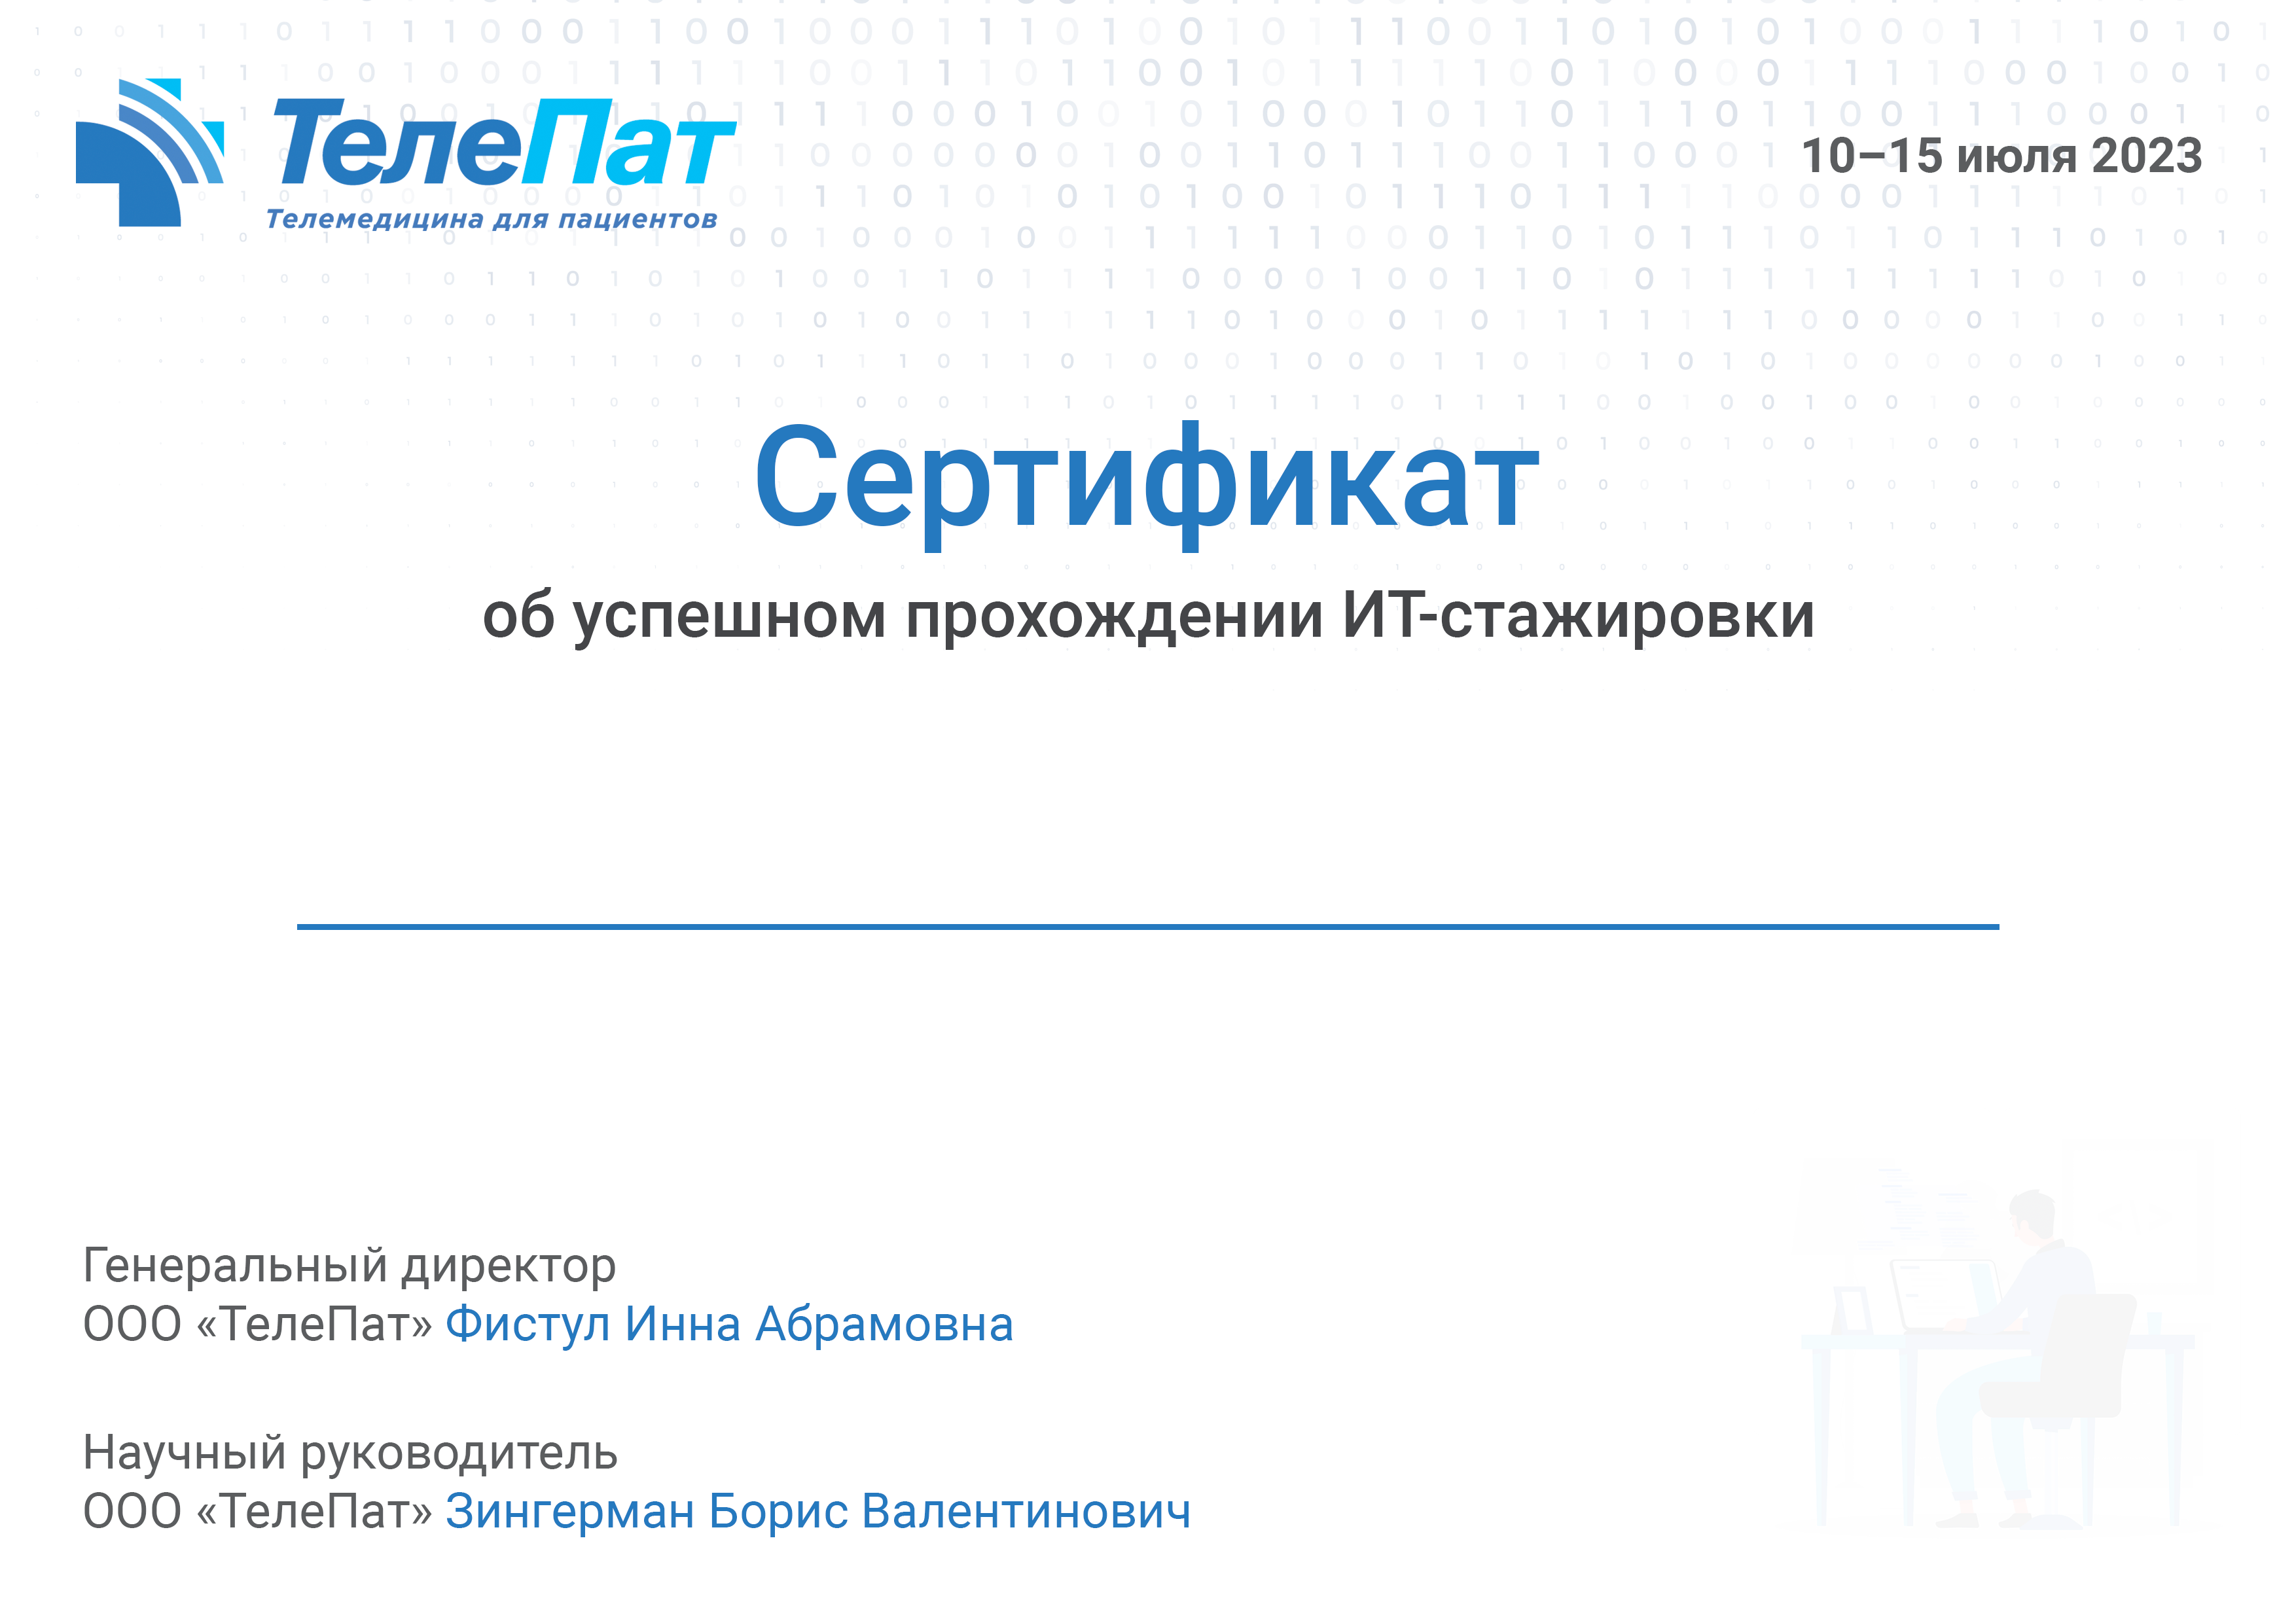 ТелеПат
Телемедицина для пациентов
10–15 июля 2023
Сертификат
об успешном прохождении ИТ-стажировки
Генеральный директор
ООО «ТелеПат» Фистул Инна Абрамовна
Научный руководитель
ООО «ТелеПат» Зингерман Борис Валентинович